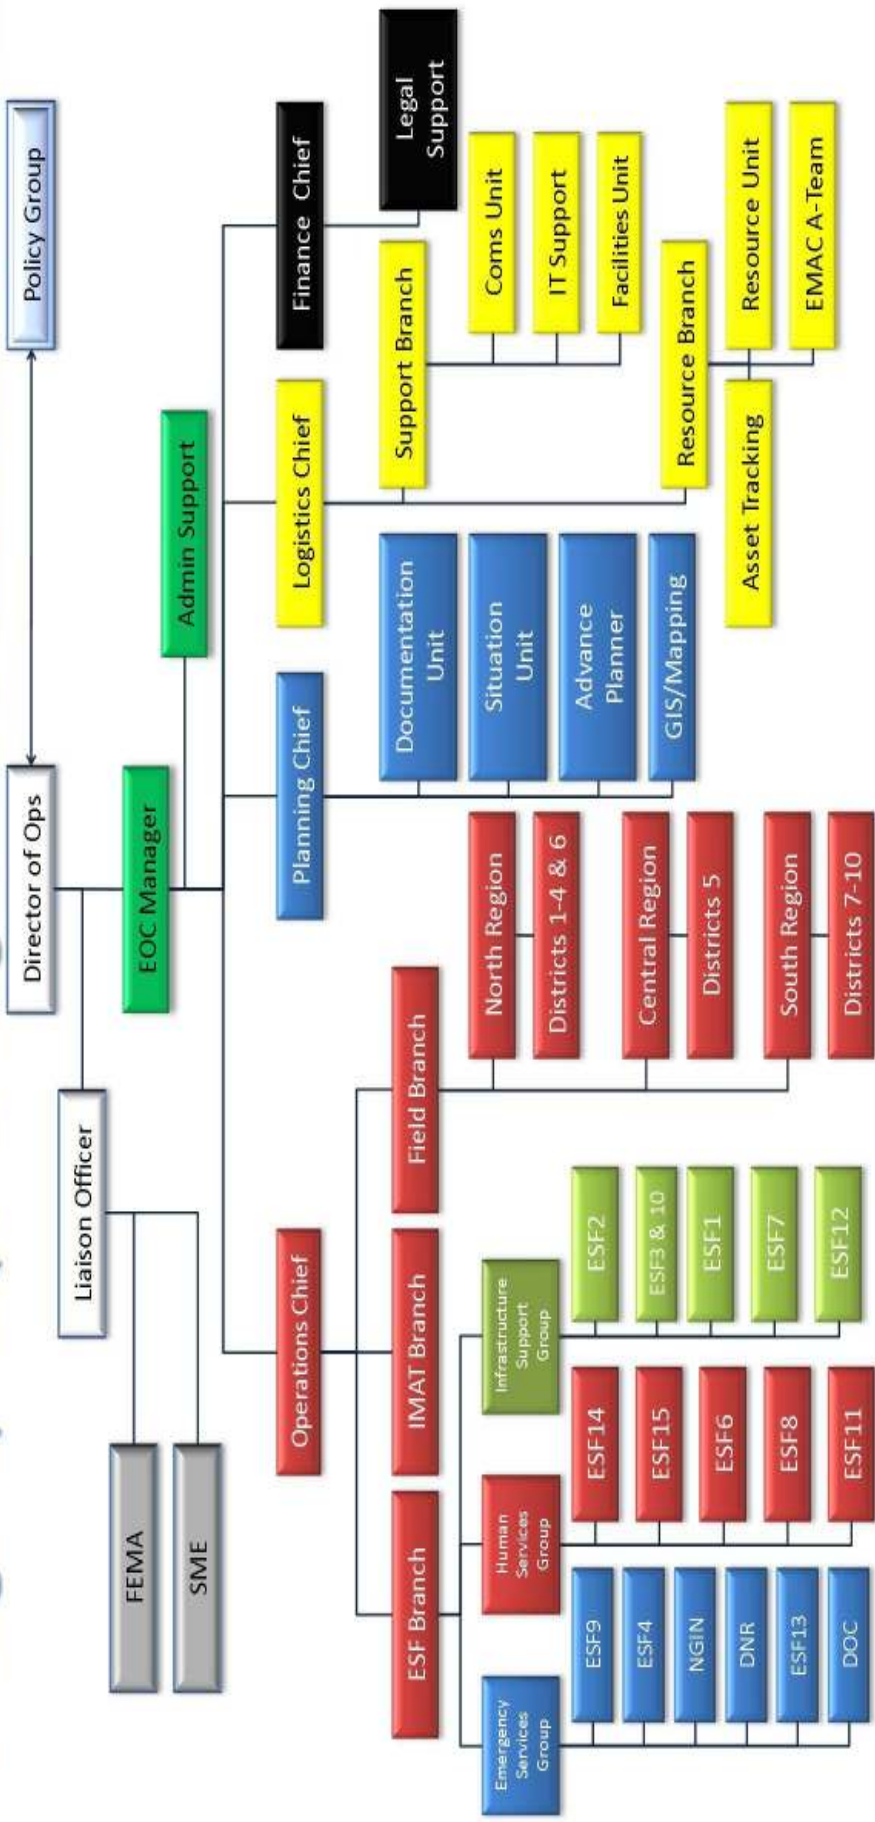 Policy Group
Director of Ops
Liaison Officer
EOC Manager
Admin Support
FEMA
SME
Operations Chief
Planning Chief
Logistics Chief
Finance Chief
Legal
Support
ESF Branch
IMAT Branch
Field Branch
Documentation
Unit
Situation
Unit
Advance
Planner
GIS/Mapping
Support Branch
Coms Unit
IT Support
Facilities Unit
Resource Branch
Asset Tracking
Resource Unit
EMAC A-Team
North Region
Districts 1-4 & 6
Central Region
Districts 5
South Region
Districts 7-10
Emergency
Services
Group
ESF9
ESF4
NGIN
DNR
ESF13
DOC
Human
Services
Group
ESF14
ESF15
ESF6
ESF8
ESF11
Infrastructure
Support
Group
ESF2
ESF3 & 10
ESF1
ESF7
ESF12